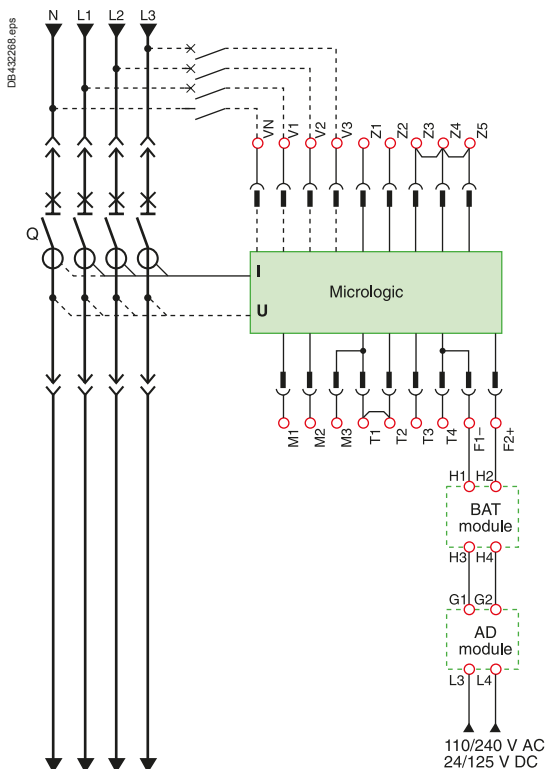 DB432268.eps
N L1 L2 L3
VN V1 V2 V3 Z1 Z2 Z3 Z4 Z5
Q
I
Micrologic
U
M1 M2 M3 T1 T2 T3 T4 F1– F2+
H1 H2
BAT
module
H3 H4
G1 G2
AD
module
L3 L4
110/240 V AC
24/125 V DC